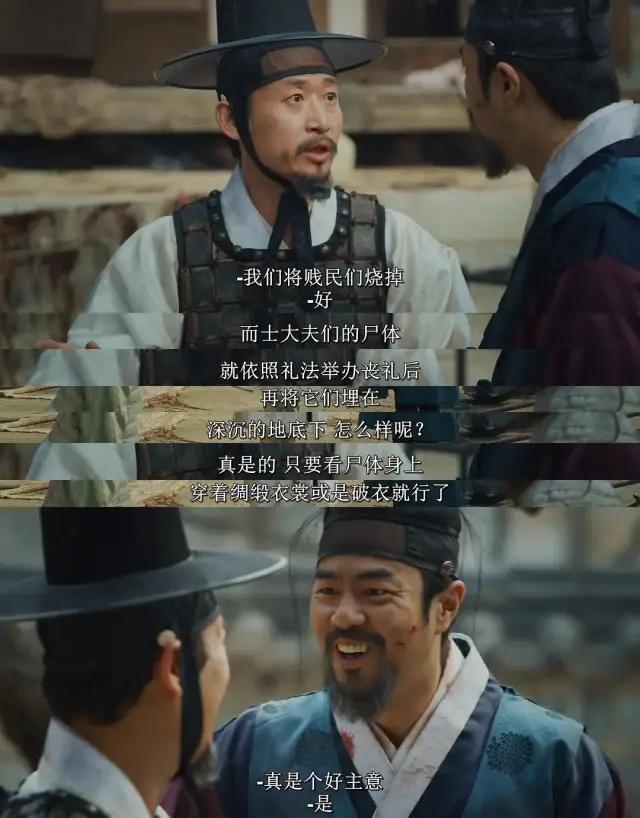 -我们将贱民们烧掉
-好
而士大夫们的尸体
就依照礼法举办丧礼后
再将它们埋在
深沉的地底下 怎么样呢？
真是的 只要看尸体身上
穿着绸缎衣裳或是破衣就行了
-真是个好主意
-是